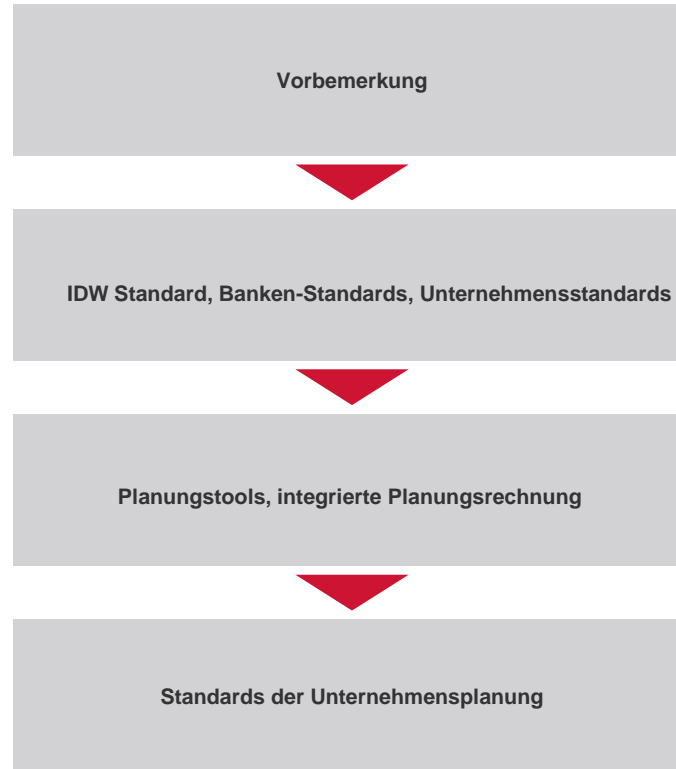 Vorbemerkung
IDW Standard, Banken-Standards, Unternehmensstandards
Planungstools, integrierte Planungsrechnung
Standards der Unternehmensplanung